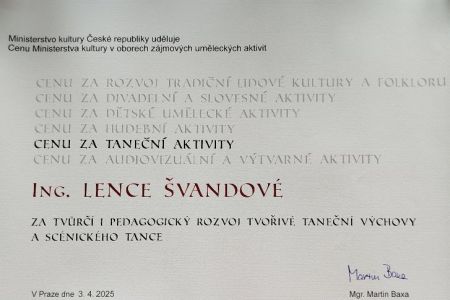 Ministerstvo kultury České republiky uděluje
Cenu Ministerstva kultury v oborech zájmových uměleckých aktivit
CENU ZA ROZVOJ TRADIČNÍ LIDOVÉ KULTURY A FOLKLORU
CENU ZA DIVADELNÍ A SLOVESNÉ AKTIVITY
CENU ZA DĚTSKÉ UMĚLECKÉ AKTIVITY
CENU ZA HUDEBNÍ AKTIVITY
CENU ZA TANEČNÍ AKTIVITY
CENU ZA AUDIOVIZUÁLNÍ A VÝTVARNÉ AKTIVITY
ING. LENCE ŠVANDOVÉ
ZA TVŮRČÍ I PEDAGOGICKÝ ROZVOJ TVOŘIVÉ TANEČNÍ VÝCHOVY
A SCÉNICKÉHO TANCE
Martin Baxa
V Praze dne 3. 4. 2025
Mgr. Martin Baxa